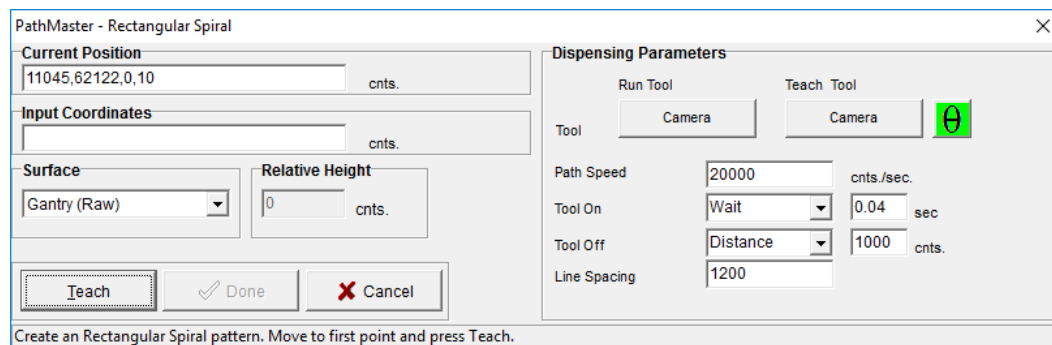 PathMaster - Rectangular Spiral
Current Position
11045,62122,0,10 cnts.
Input Coordinates
cnts.
Surface
Gantry (Raw)
Relative Height
0 cnts.
Teach
Done
Cancel
Dispensing Parameters
Run Tool Teach Tool
Tool Camera Camera θ
Path Speed 20000 cnts./sec.
Tool On Wait 0.04 sec
Tool Off Distance 1000 cnts.
Line Spacing 1200
Create an Rectangular Spiral pattern. Move to first point and press Teach.